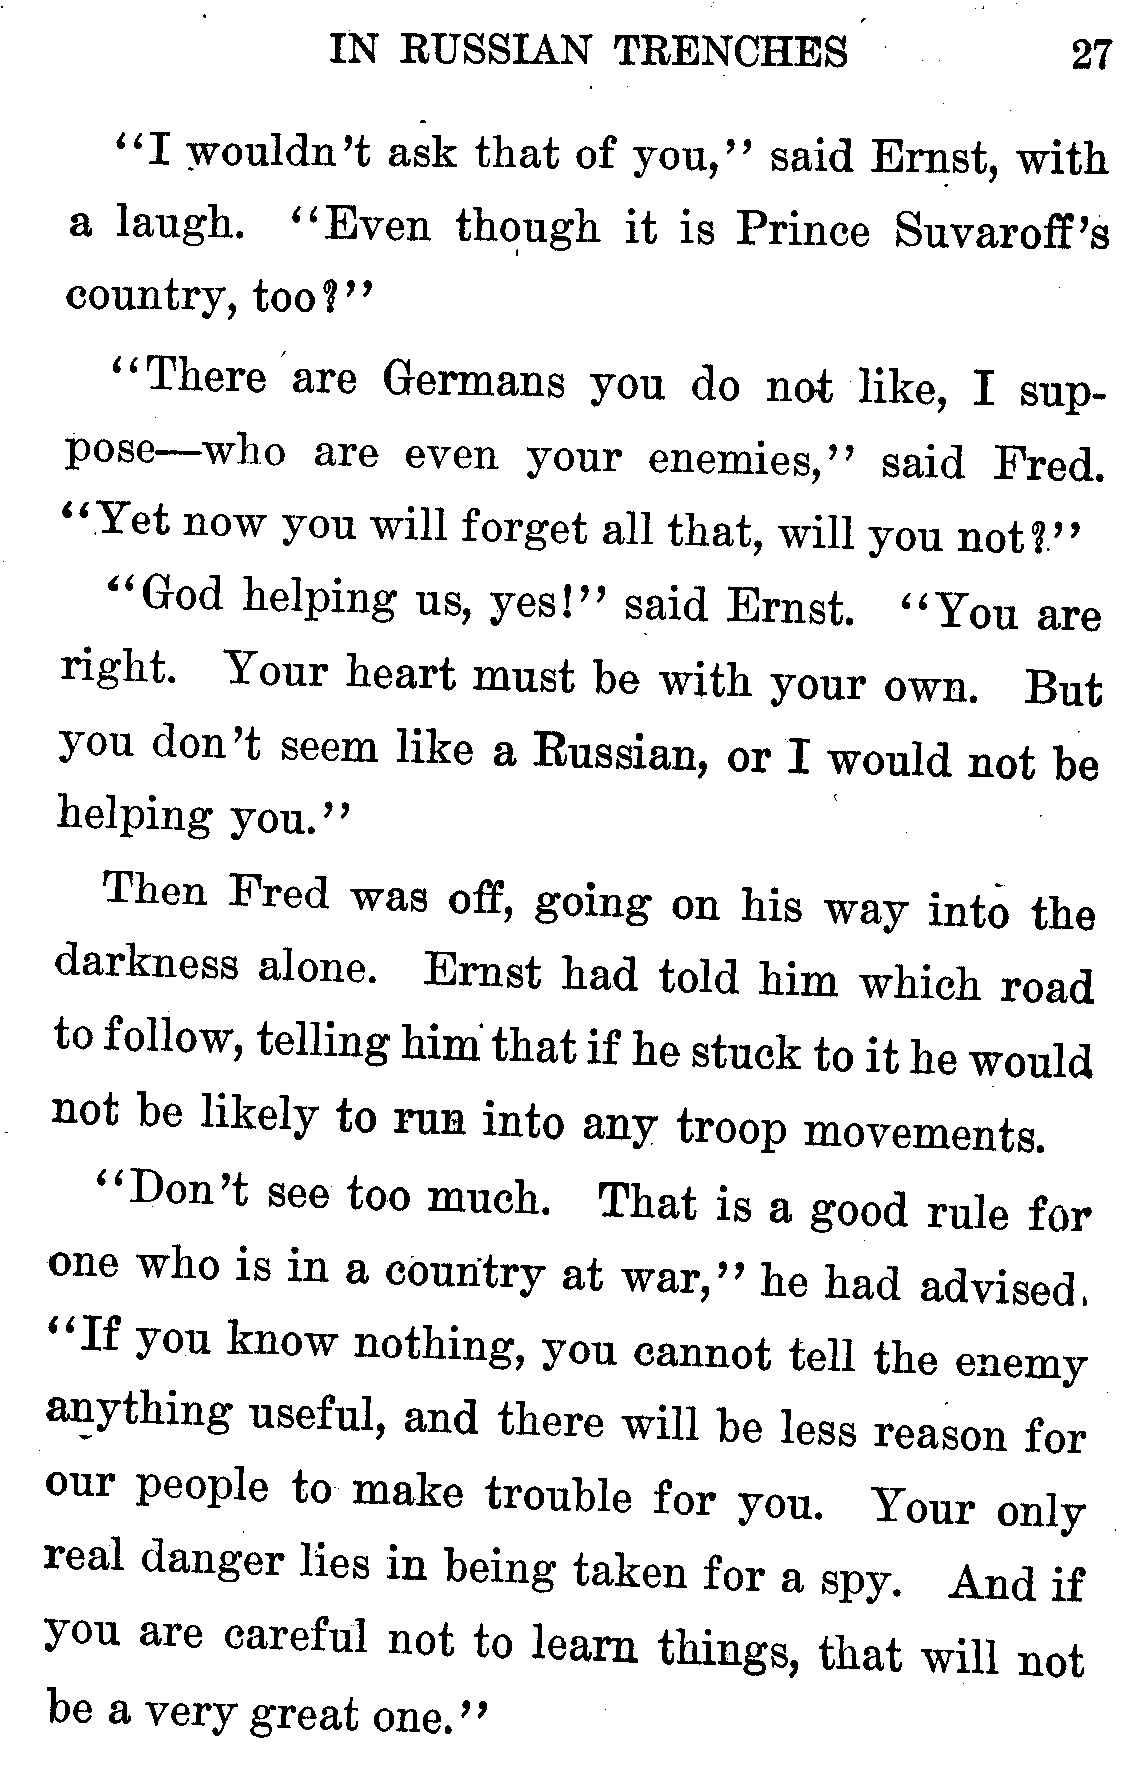 IN RUSSIAN TRENCHES 27
"I wouldn't ask that of you," said Ernst, with
a laugh. "Even though it is Prince Suvaroff's
country, too?"
"There are Germans you do not like, I sup-
pose—who are even your enemies," said Fred.
"Yet now you will forget all that, will you not?"
"God helping us, yes!" said Ernst. "You are
right. Your heart must be with your own. But
you don't seem like a Russian, or I would not be
helping you."
Then Fred was off, going on his way into the
darkness alone. Ernst had told him which road
to follow, telling him that if he stuck to it he would
not be likely to run into any troop movements.
"Don't see too much. That is a good rule for
one who is in a country at war," he had advised.
"If you know nothing, you cannot tell the enemy
anything useful, and there will be less reason for
our people to make trouble for you. Your only
real danger lies in being taken for a spy. And if
you are careful not to learn things, that will not
be a very great one."